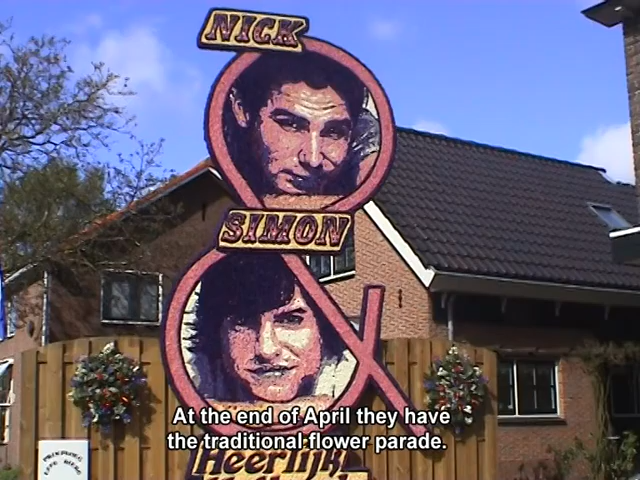 NICK
SIMON
&
At the end of April they have
the traditional flower parade.
Heerlijk